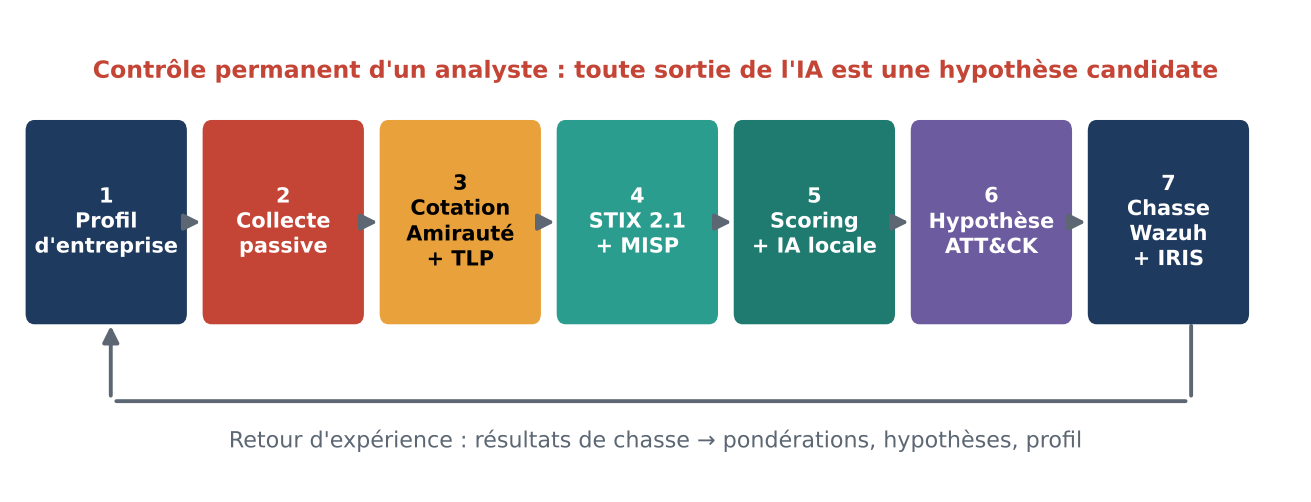 Contrôle permanent d'un analyste : toute sortie de l'IA est une hypothèse candidate
1
Profil
d'entreprise
2
Collecte
passive
3
Cotation
Amirauté
+ TLP
4
STIX 2.1
+ MISP
5
Scoring
+ IA locale
6
Hypothèse
ATT&CK
7
Chasse
Wazuh
+ IRIS
Retour d'expérience : résultats de chasse → pondérations, hypothèses, profil